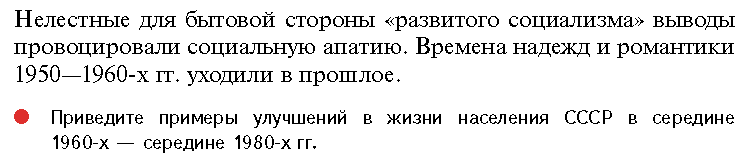 Нелестные для бытовой стороны «развитого социализма» выводы
провоцировали социальную апатию. Времена надежд и романтики
1950—1960-х гг. уходили в прошлое.
Приведите примеры улучшений в жизни населения СССР в середине
1960-х — середине 1980-х гг.